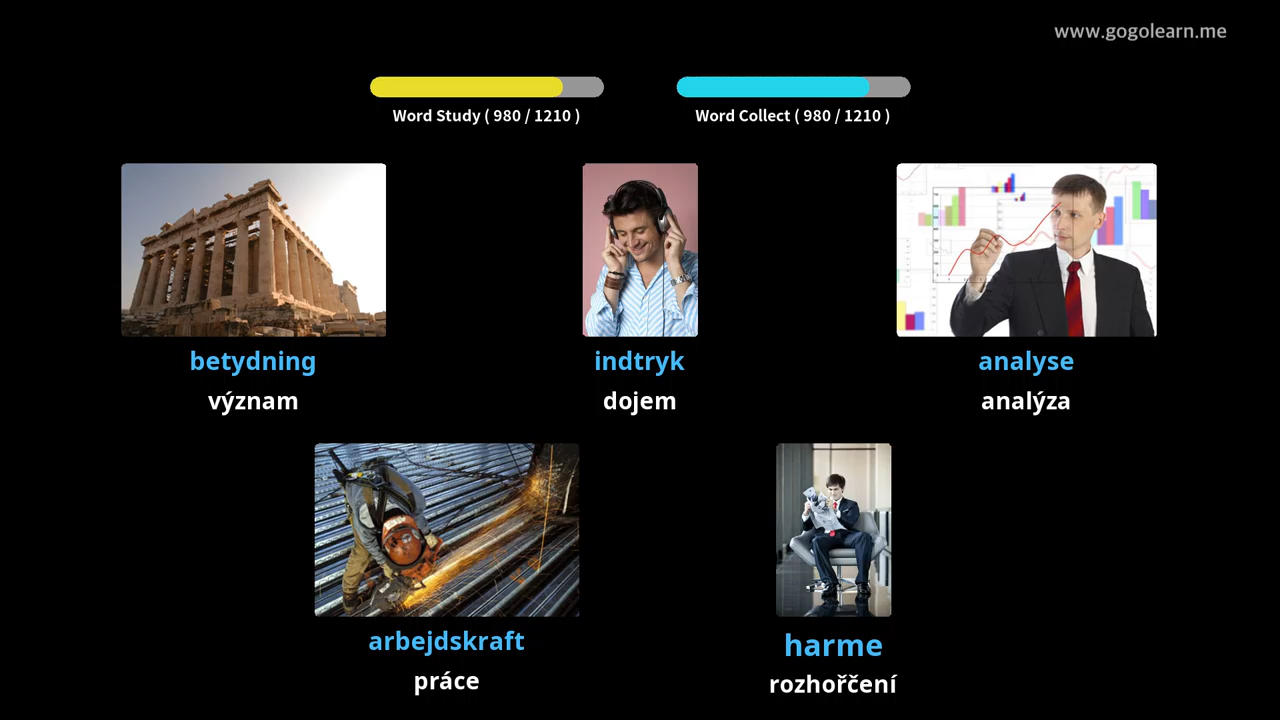 www.gogolearn.me
Word Study ( 980 / 1210 )
Word Collect ( 980 / 1210 )
betydning
význam
indtryk
dojem
analyse
analýza
arbejdskraft
práce
harme
rozhořčení